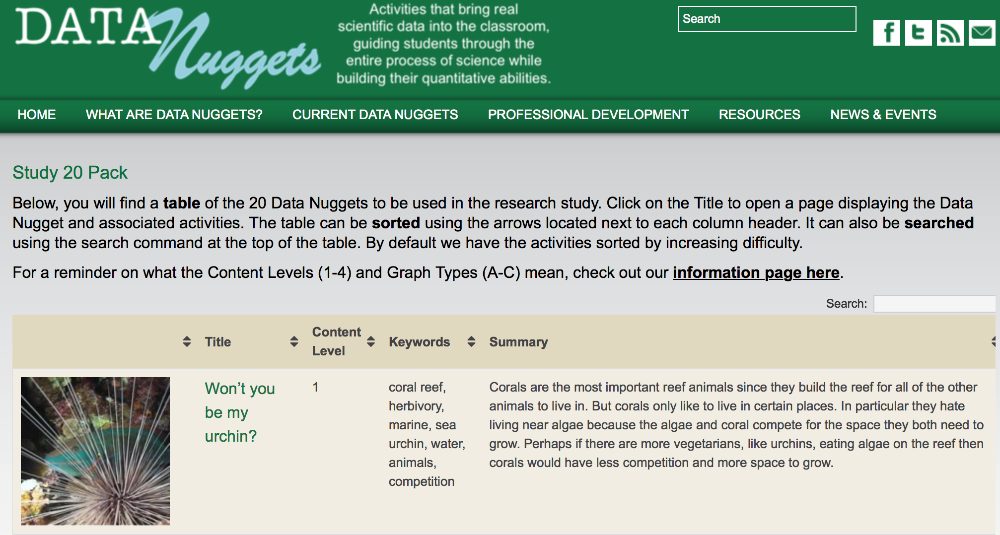 DATA Nuggets
Activities that bring real
scientific data into the classroom,
guiding students through the
entire process of science while
building their quantitative abilities.
Search
HOME WHAT ARE DATA NUGGETS? CURRENT DATA NUGGETS PROFESSIONAL DEVELOPMENT RESOURCES NEWS & EVENTS
Study 20 Pack
Below, you will find a table of the 20 Data Nuggets to be used in the research study. Click on the Title to open a page displaying the Data
Nugget and associated activities. The table can be sorted using the arrows located next to each column header. It can also be searched
using the search command at the top of the table. By default we have the activities sorted by increasing difficulty.
For a reminder on what the Content Levels (1-4) and Graph Types (A-C) mean, check out our information page here.
Search:
Title
Content
Level
Keywords
Summary
Won’t you
be my
urchin?
1
coral reef,
herbivory,
marine, sea
urchin, water,
animals,
competition
Corals are the most important reef animals since they build the reef for all of the other
animals to live in. But corals only like to live in certain places. In particular they hate
living near algae because the algae and coral compete for the space they both need to
grow. Perhaps if there are more vegetarians, like urchins, eating algae on the reef then
corals would have less competition and more space to grow.